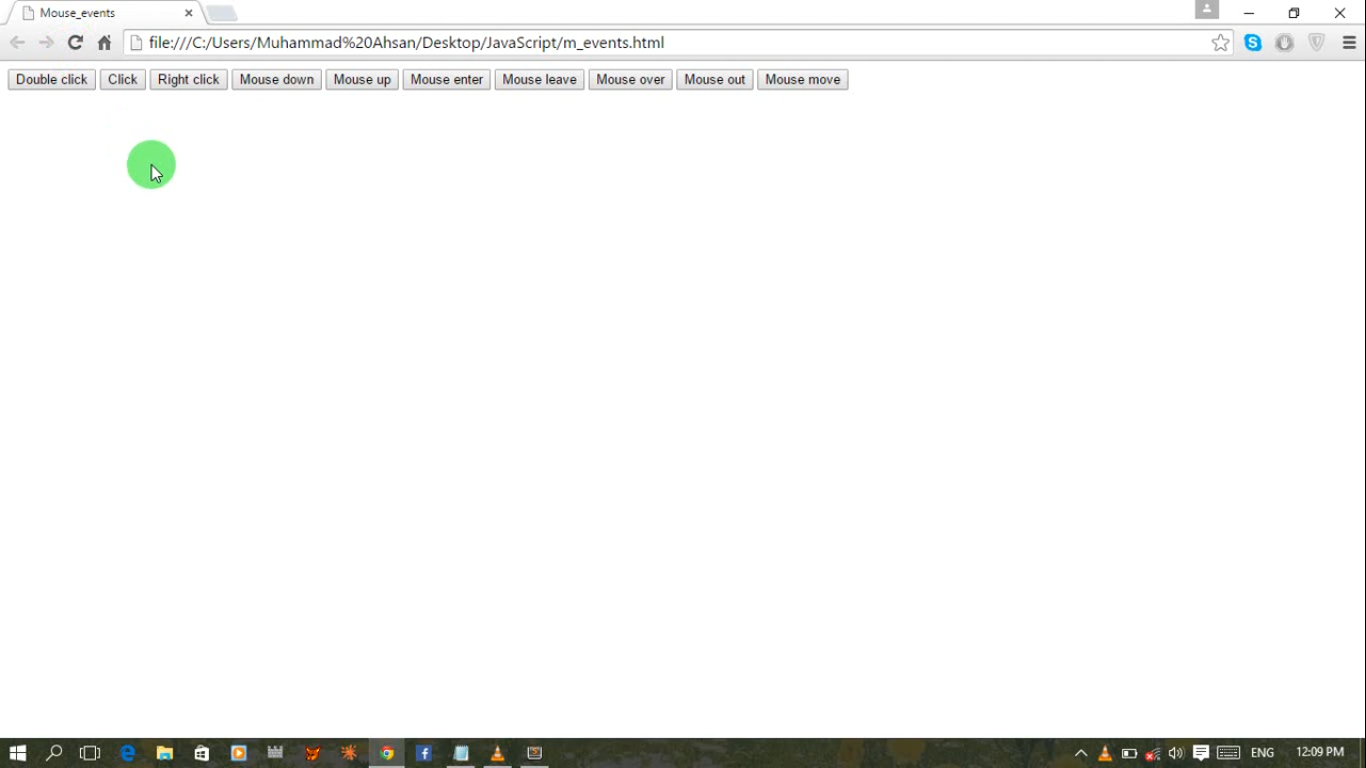 Mouse_events
file:///C:/Users/Muhammad%20Ahsan/Desktop/JavaScript/m_events.html
Double click Click Right click Mouse down Mouse up Mouse enter Mouse leave Mouse over Mouse out Mouse move
ENG 12:09 PM